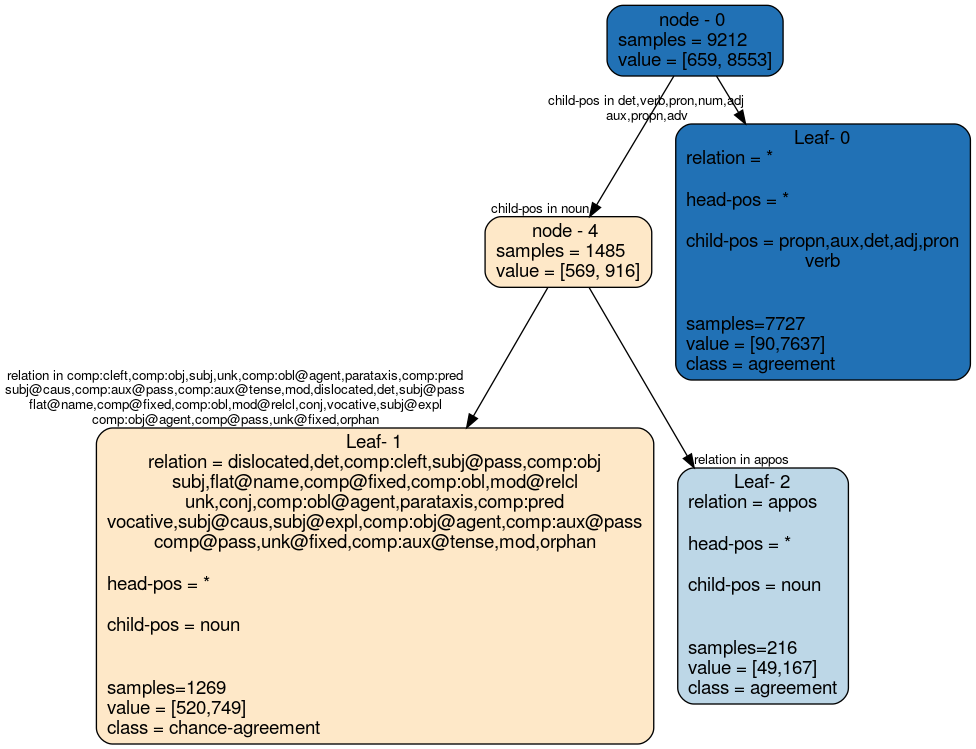 node - 0
samples = 9212
value = [659, 8553]
child-pos in det,verb,pron,num,adj
aux,propn,adv
Leaf- 0
relation = *
head-pos = *
child-pos = propn,aux,det,adj,pron
verb
samples=7727
value = [90,7637]
class = agreement
child-pos in noun
node - 4
samples = 1485
value = [569, 916]
relation in comp:cleft,comp:obj,subj,unk,comp:obl@agent,parataxis,comp:pred
subj@caus,comp:aux@pass,comp:aux@tense,mod,dislocated,det,subj@pass
flat@name,comp@fixed,comp:obl,mod@relcl,conj,vocative,subj@expl
comp:obj@agent,comp@pass,unk@fixed,orphan
Leaf- 1
relation = dislocated,det,comp:cleft,subj@pass,comp:obj
subj,flat@name,comp@fixed,comp:obl,mod@relcl
unk,conj,comp:obl@agent,parataxis,comp:pred
vocative,subj@caus,subj@expl,comp:obj@agent,comp:aux@pass
comp@pass,unk@fixed,comp:aux@tense,mod,orphan
head-pos = *
child-pos = noun
samples=1269
value = [520,749]
class = chance-agreement
relation in appos
Leaf- 2
relation = appos
head-pos = *
child-pos = noun
samples=216
value = [49,167]
class = agreement